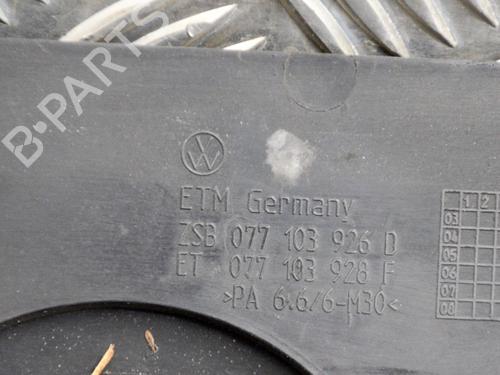 B-Parts
VW
ETM Germany
ZSB 077 103 926 D
ET 077 103 928 F
>PA 6.6/6-M30<
1 2
03
04
05
06
07
08